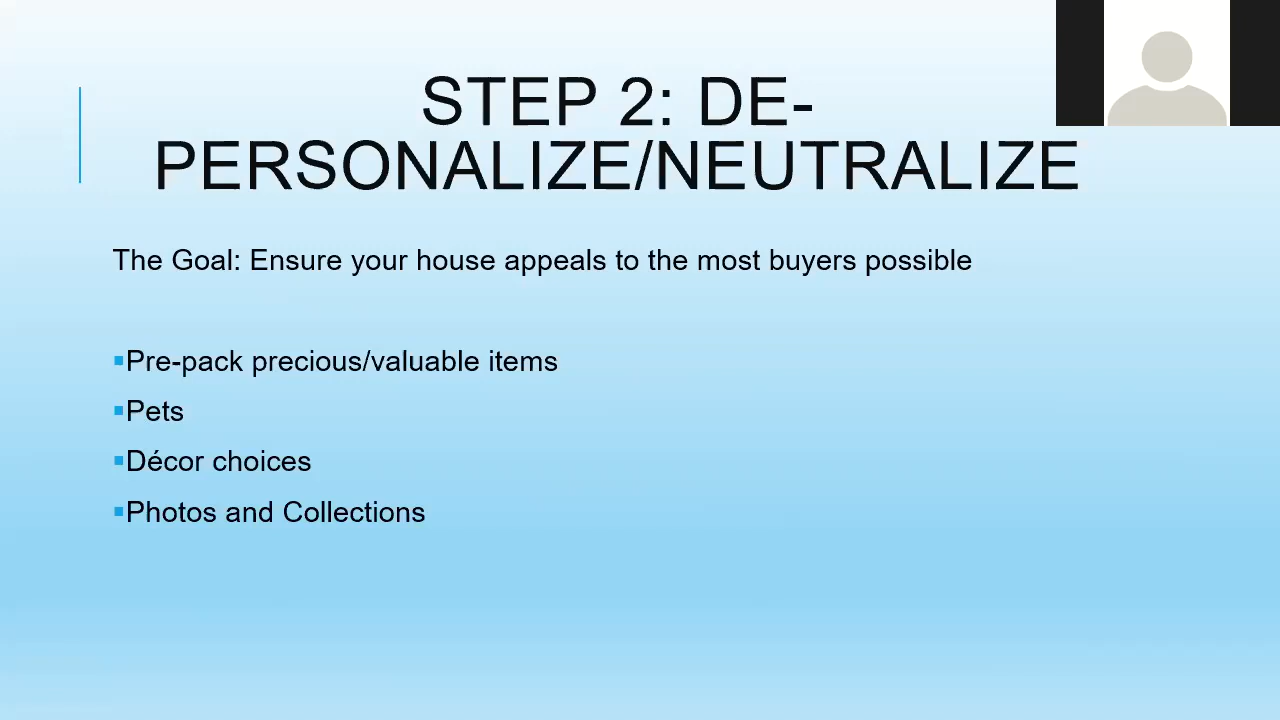 STEP 2: DE-
PERSONALIZE/NEUTRALIZE
The Goal: Ensure your house appeals to the most buyers possible
▪Pre-pack precious/valuable items
▪Pets
▪Décor choices
▪Photos and Collections